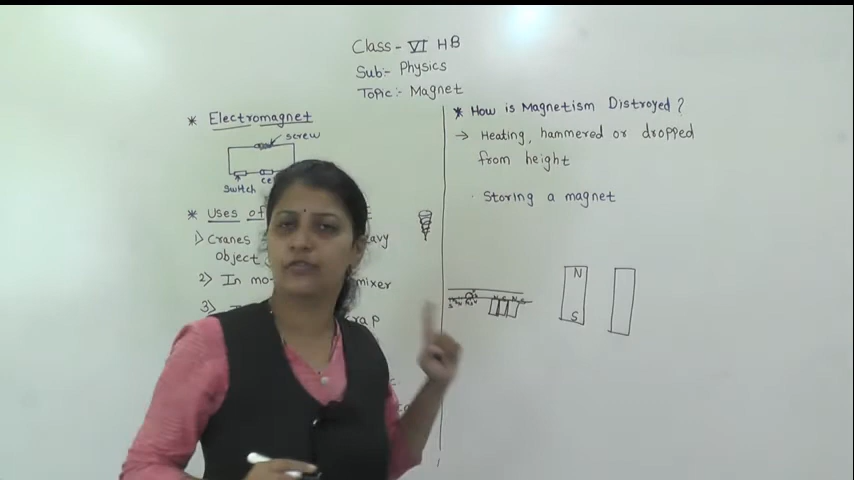 Class - VI HB
Sub:- Physics
Topic:- Magnet
* Electromagnet
screw
switch
* Uses of
1) Cranes
object
2) In mixer
3)
* How is Magnetism Distroyed?
→ Heating, hammered or dropped
from height
· Storing a magnet
N
S